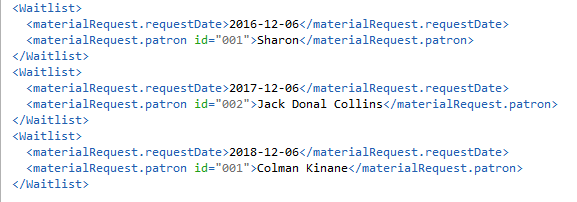 <Waitlist>
<materialRequest.requestDate>2016-12-06</materialRequest.requestDate>
<materialRequest.patron id="001">Sharon</materialRequest.patron>
</Waitlist>
<Waitlist>
<materialRequest.requestDate>2017-12-06</materialRequest.requestDate>
<materialRequest.patron id="002">Jack Donal Collins</materialRequest.patron>
</Waitlist>
<Waitlist>
<materialRequest.requestDate>2018-12-06</materialRequest.requestDate>
<materialRequest.patron id="001">Colman Kinane</materialRequest.patron>
</Waitlist>